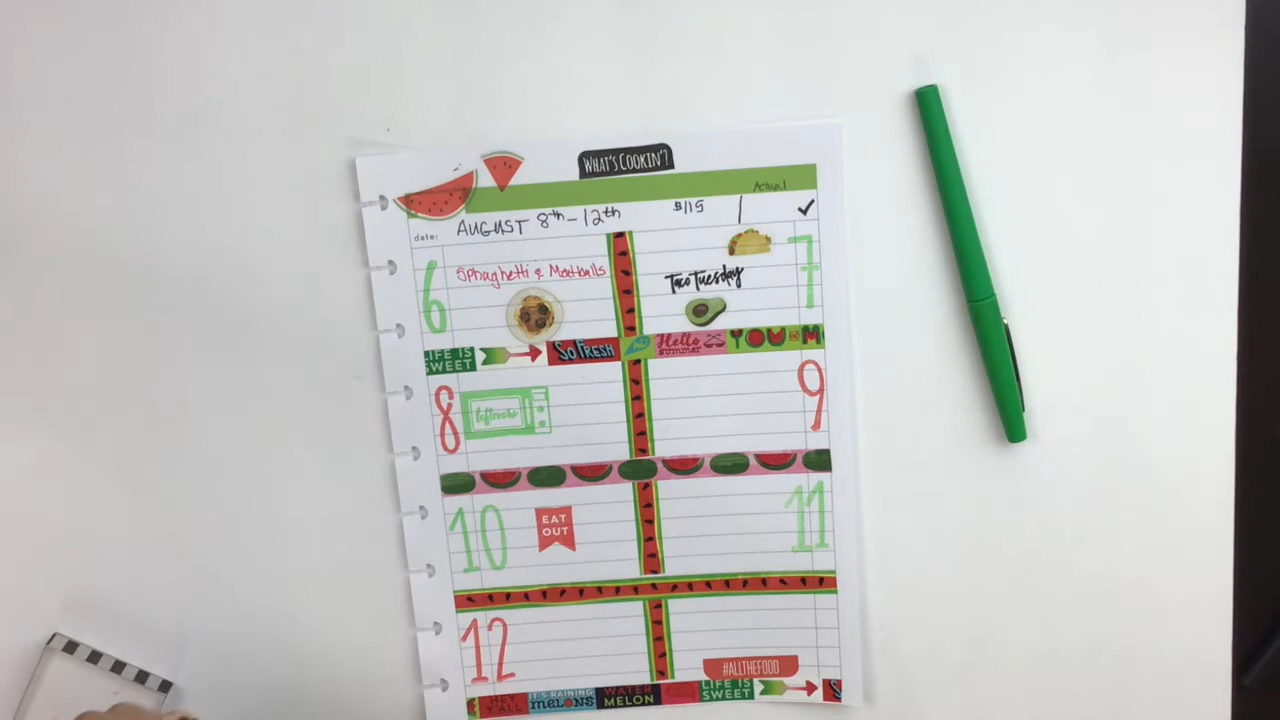 WHAT'S COOKIN'?
Actual
date: AUGUST 8th-12th $115 | ✓
6 Sphaghetti & Meatballs
7 Taco Tuesday
LIFE IS SWEET SO FRESH Hello summer YOU
8 leftovers
9
10 EAT OUT
11
12
#ALLTHEFOOD
HEY Y'ALL IT'S RAINING MELONS WATER MELON LIFE IS SWEET